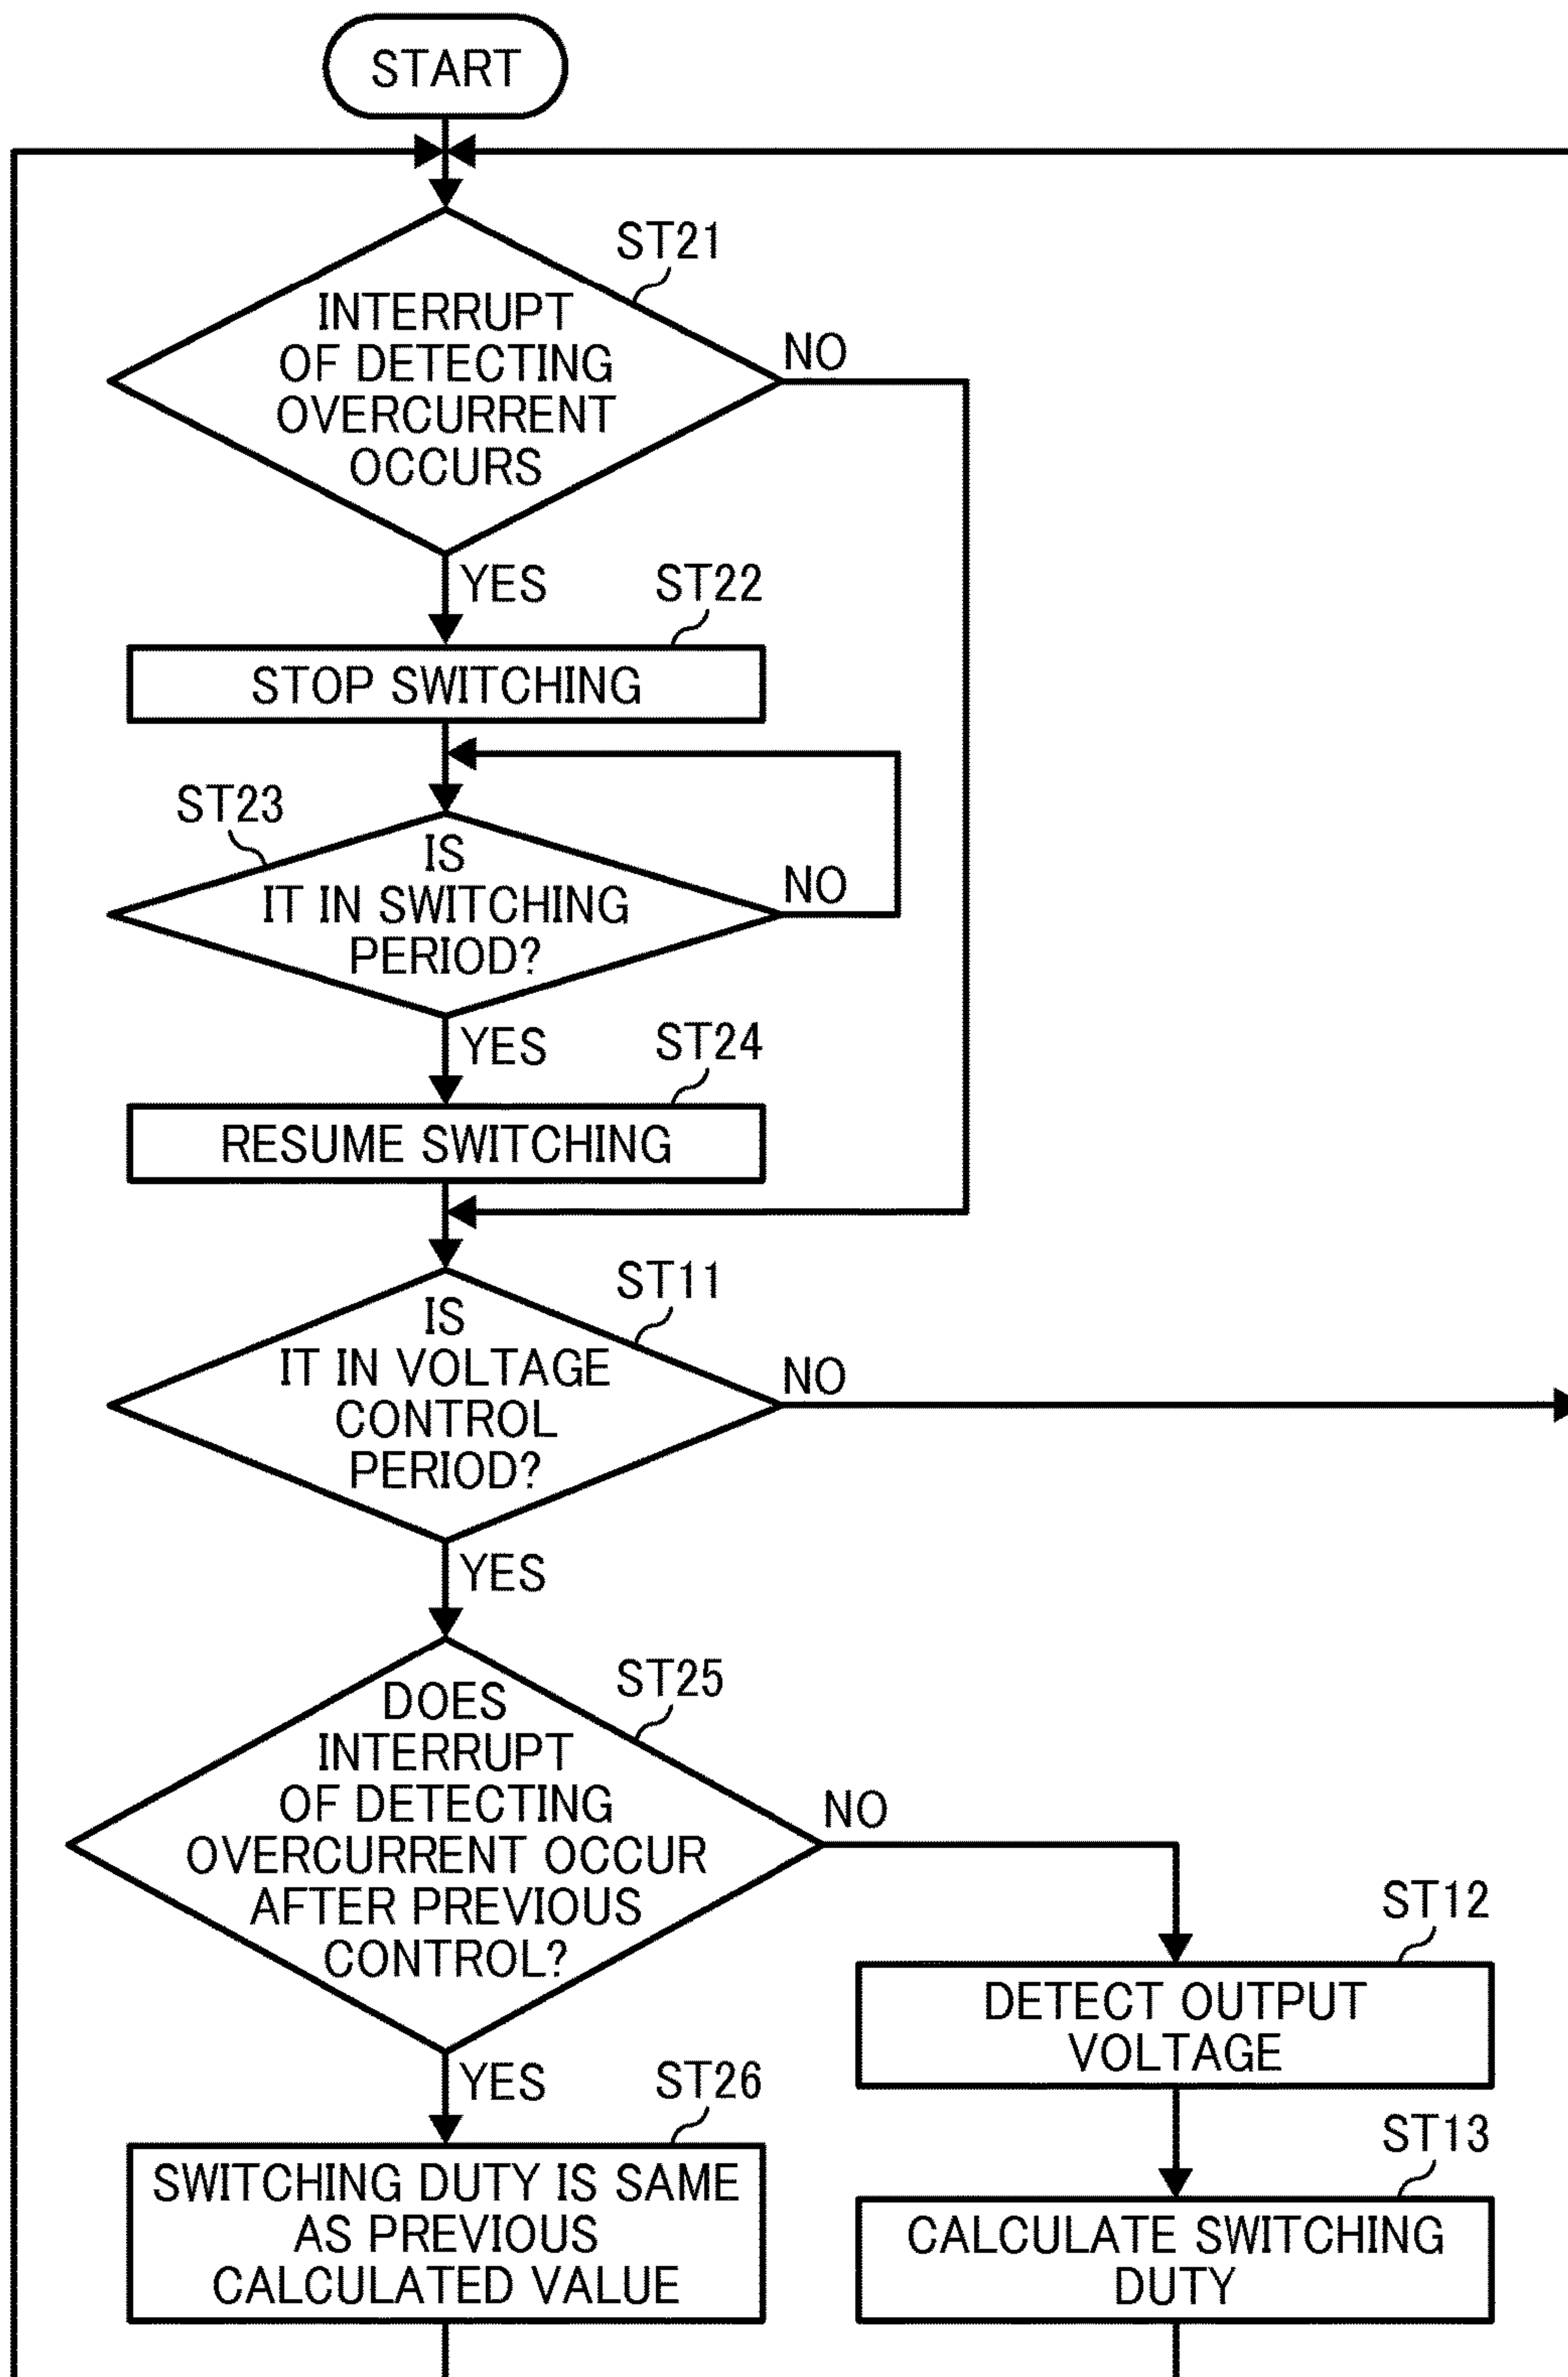 START
ST21
INTERRUPT
OF DETECTING
OVERCURRENT
OCCURS
NO
YES
ST22
STOP SWITCHING
ST23
IS
IT IN SWITCHING
PERIOD?
NO
YES
ST24
RESUME SWITCHING
ST11
IS
IT IN VOLTAGE
CONTROL
PERIOD?
NO
YES
ST25
DOES
INTERRUPT
OF DETECTING
OVERCURRENT OCCUR
AFTER PREVIOUS
CONTROL?
NO
YES
ST12
DETECT OUTPUT
VOLTAGE
ST26
SWITCHING DUTY IS SAME
AS PREVIOUS
CALCULATED VALUE
ST13
CALCULATE SWITCHING
DUTY